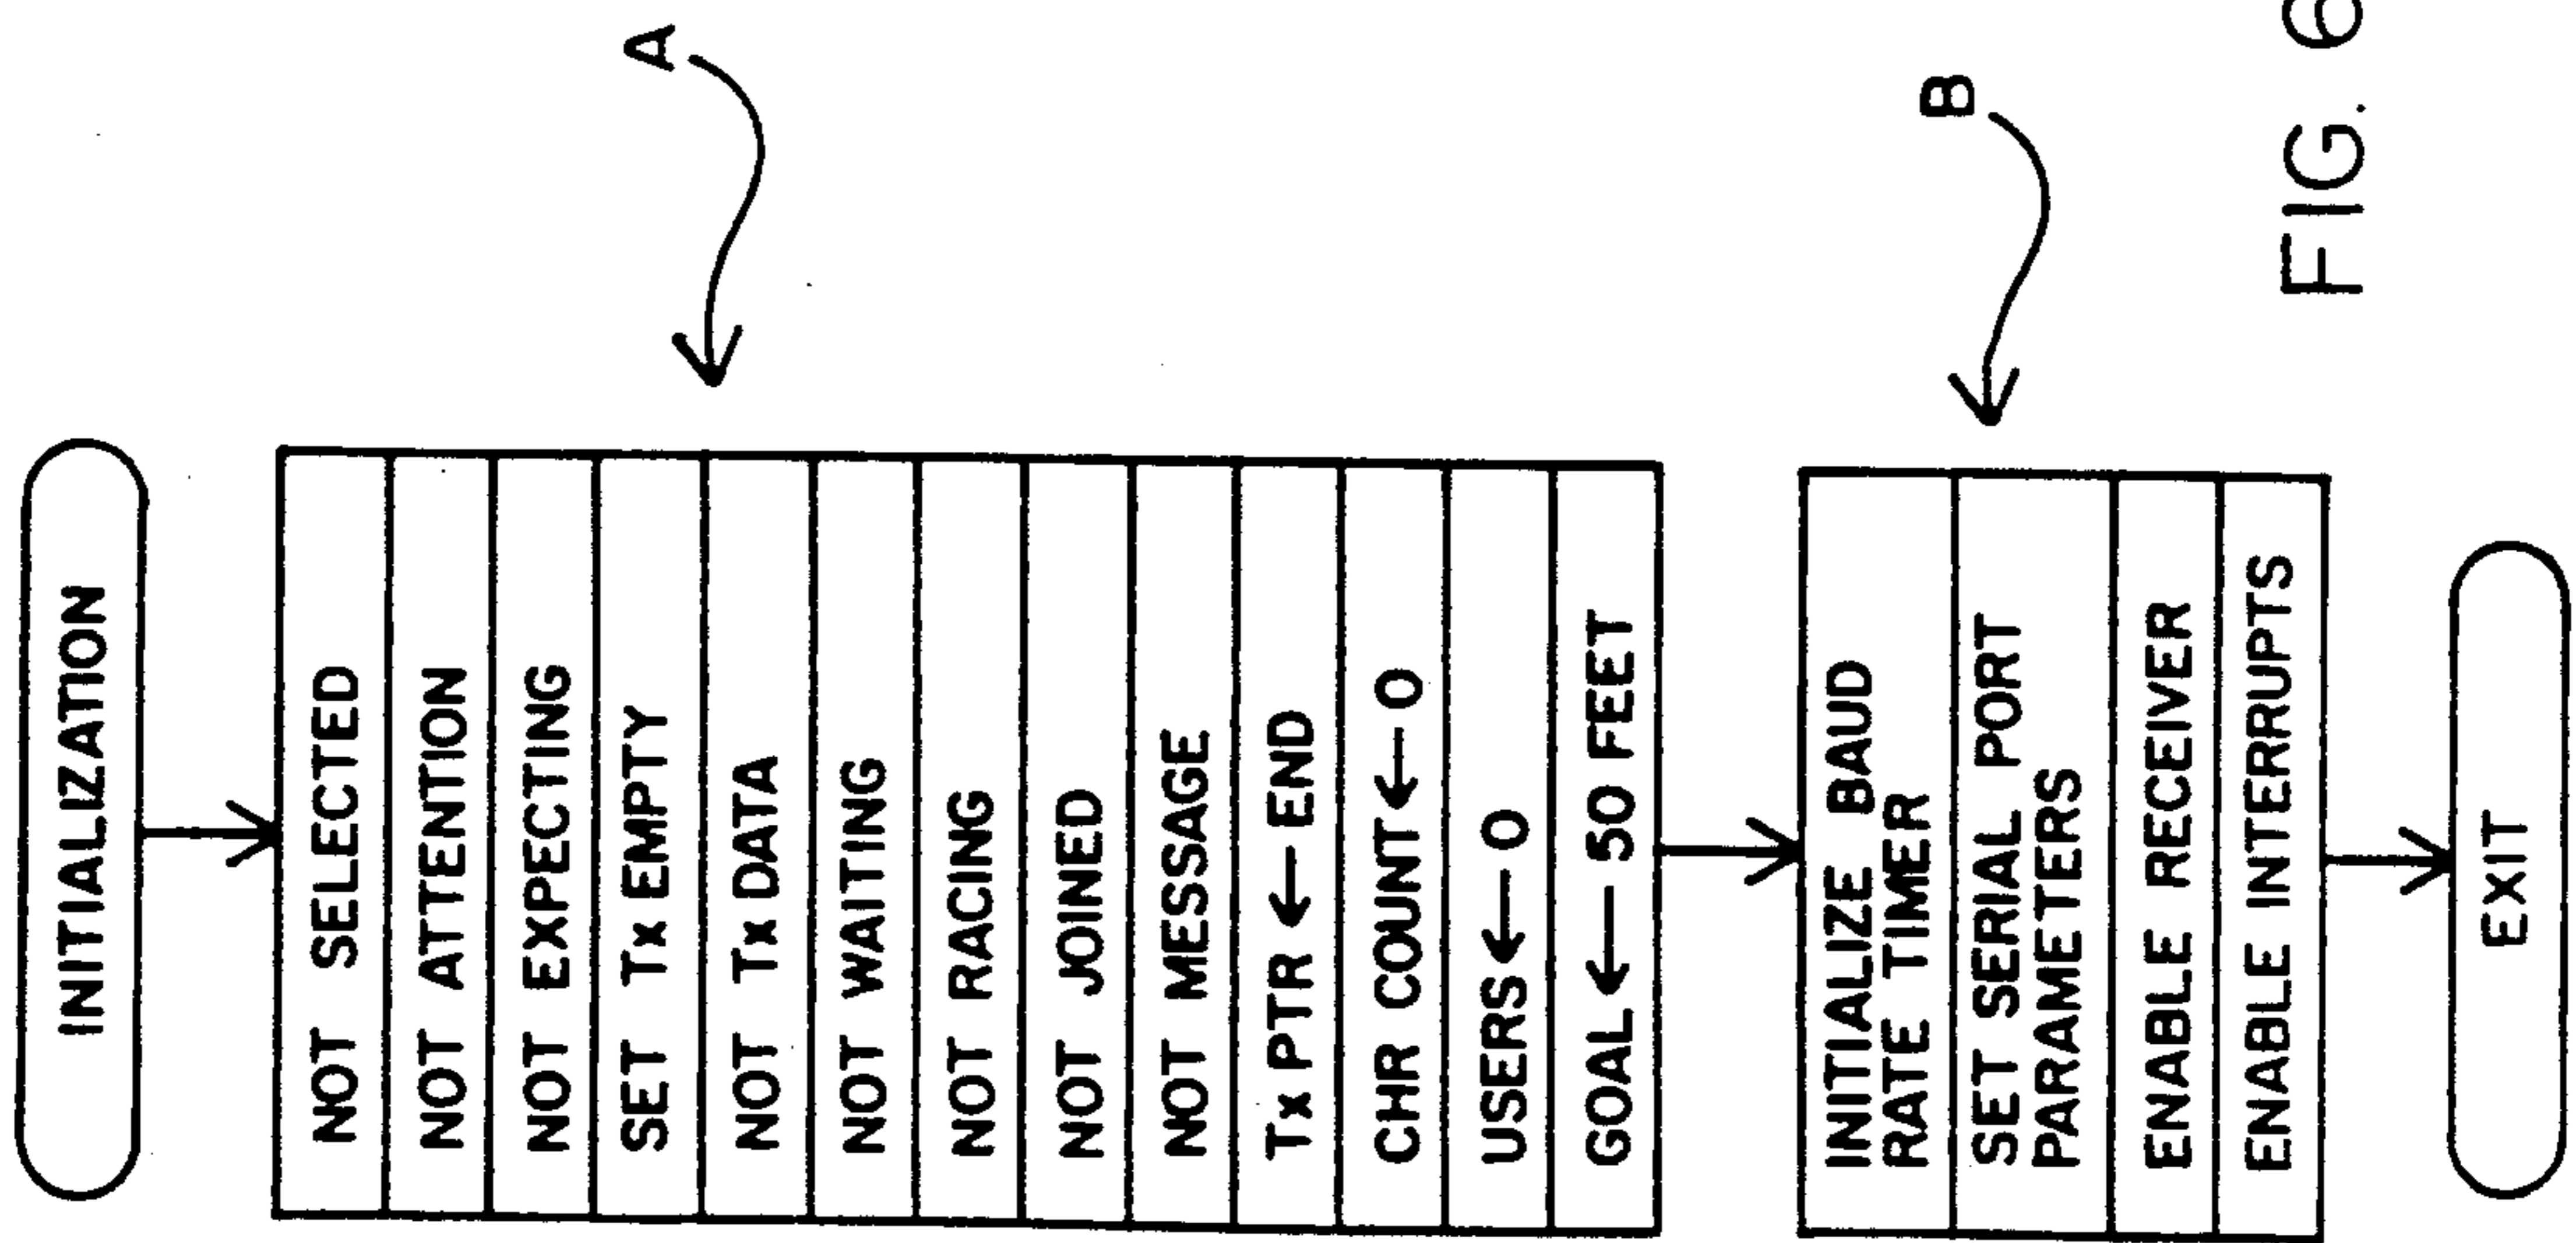 INITIALIZATION
NOT SELECTED
NOT ATTENTION
NOT EXPECTING
SET Tx EMPTY
NOT Tx DATA
NOT WAITING
NOT RACING
NOT JOINED
NOT MESSAGE
Tx PTR ← END
CHR COUNT ← 0
USERS ← 0
GOAL ← 50 FEET
A
INITIALIZE BAUD
RATE TIMER
SET SERIAL PORT
PARAMETERS
ENABLE RECEIVER
ENABLE INTERRUPTS
B
EXIT
FIG. 6